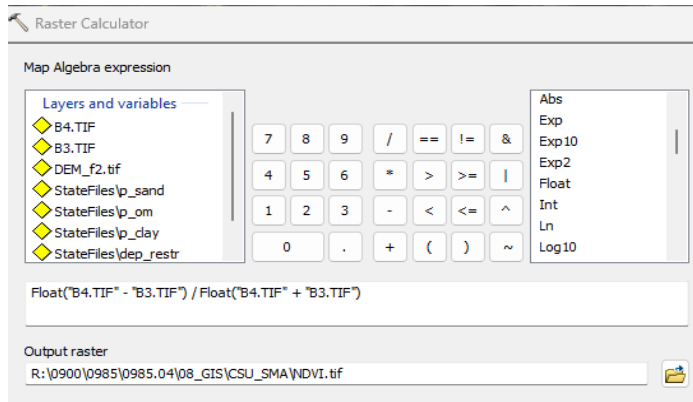 Raster Calculator
Map Algebra expression
Layers and variables
B4.TIF
B3.TIF
DEM_f2.tif
StateFiles\p_sand
StateFiles\p_om
StateFiles\p_clay
StateFiles\dep_restr
7 8 9 / == != &
4 5 6 * > >= |
1 2 3 - < <= ^
0 . + ( ) ~
Abs
Exp
Exp10
Exp2
Float
Int
Ln
Log10
Float("B4.TIF" - "B3.TIF") / Float("B4.TIF" + "B3.TIF")
Output raster
R:\0900\0985\0985.04\08_GIS\CSU_SMA\NDVI.tif